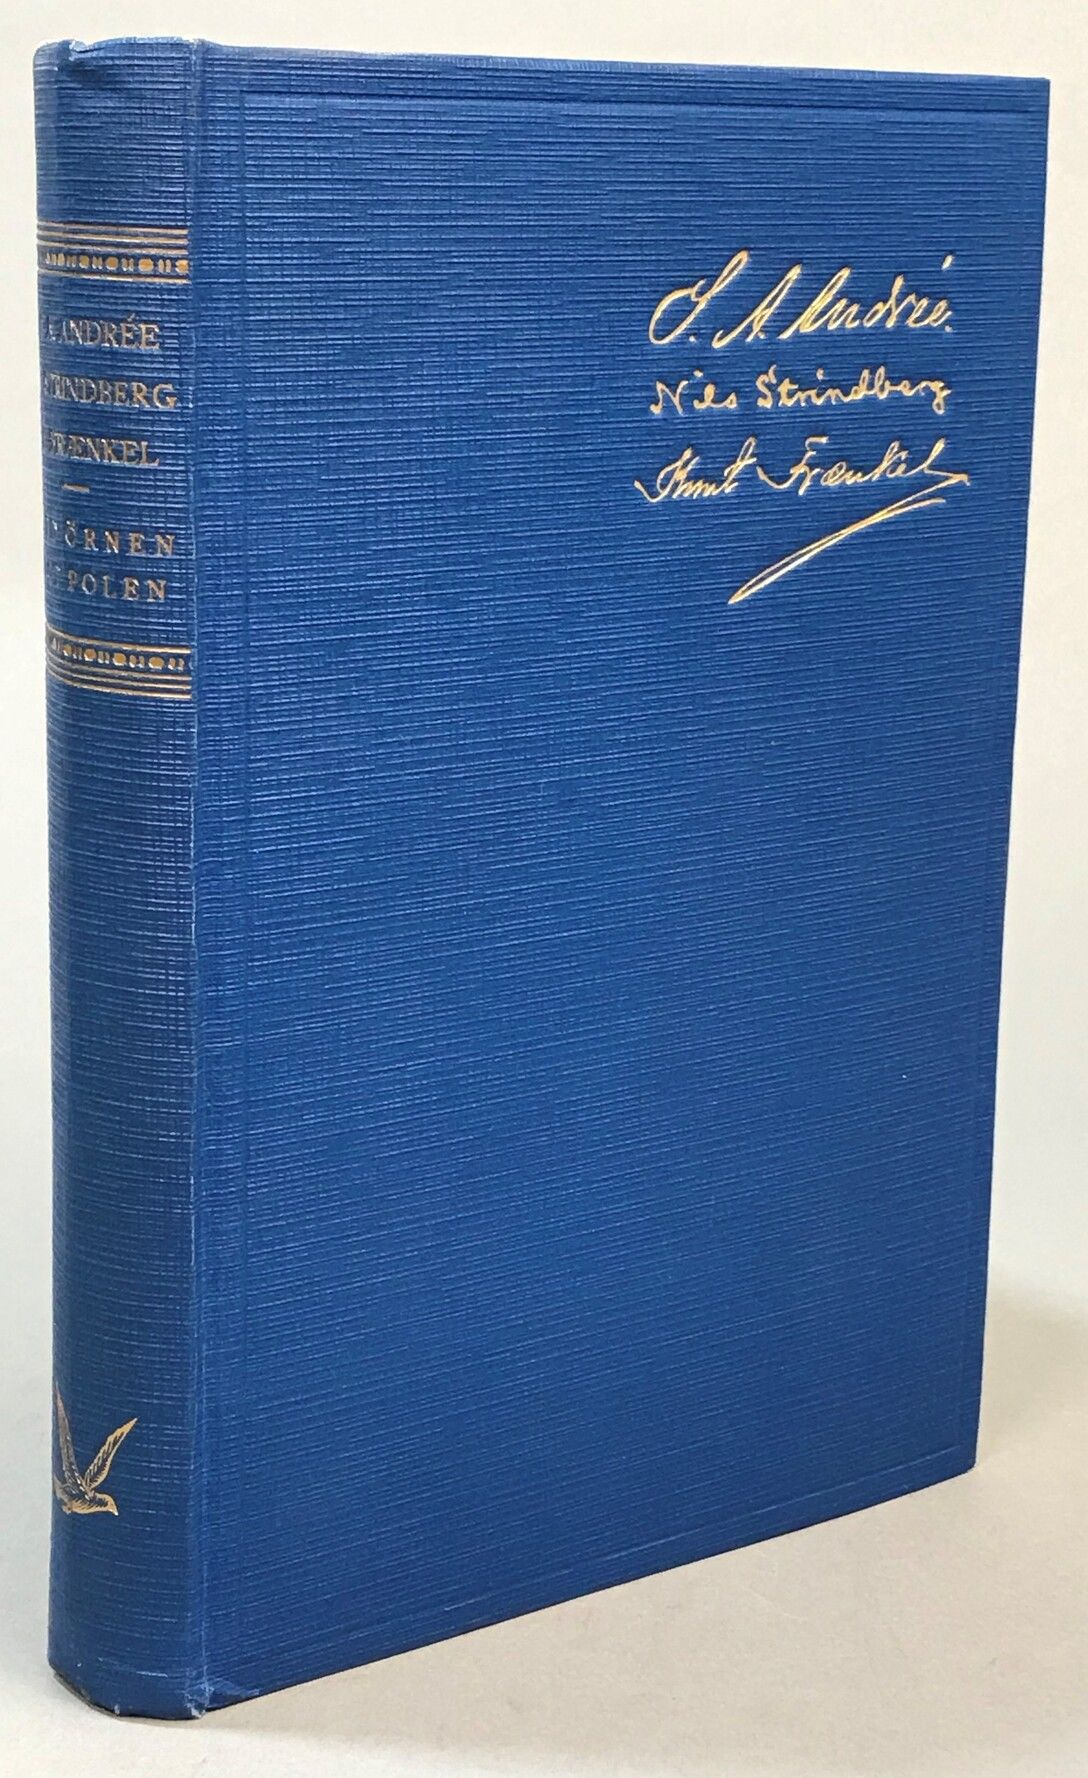 ANDRÉE
STRINDBERG
FRÆNKEL
ÖRNEN
POLEN
S. A. Andrée.
Nils Strindberg
Knut Frænkel